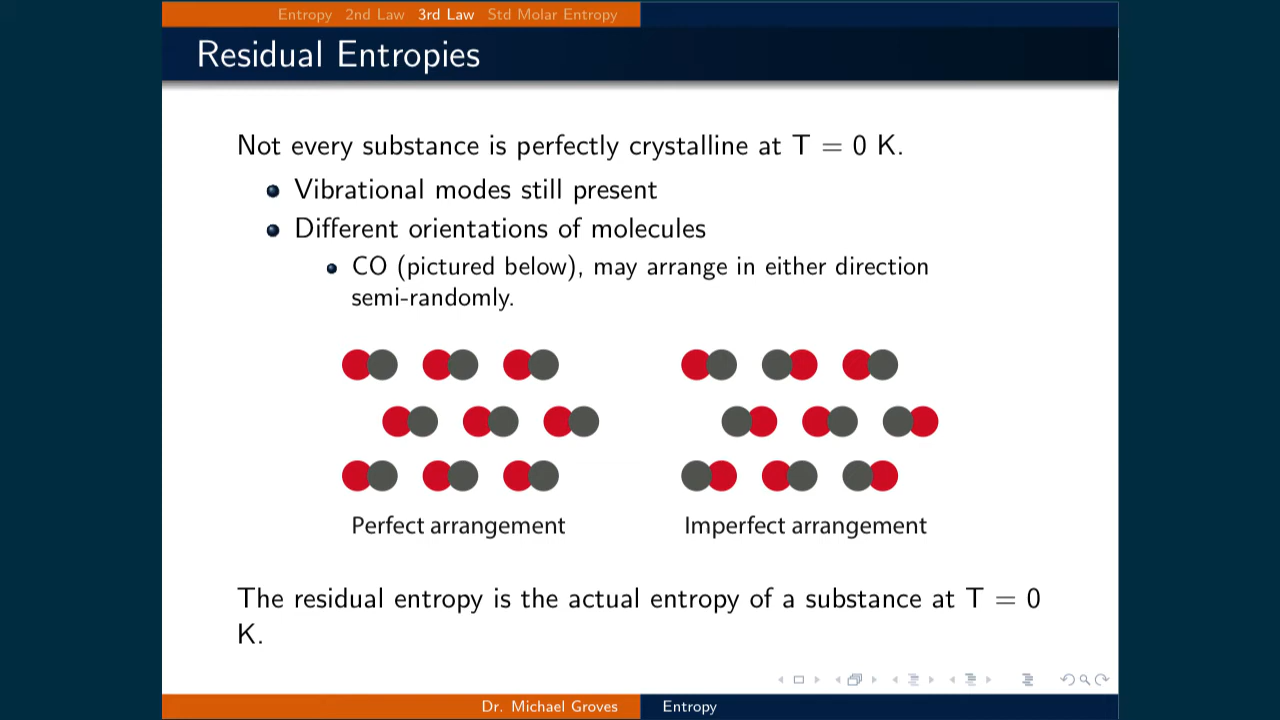 Entropy 2nd Law 3rd Law Std Molar Entropy
Residual Entropies
Not every substance is perfectly crystalline at T = 0 K.
Vibrational modes still present
Different orientations of molecules
CO (pictured below), may arrange in either direction
semi-randomly.
Perfect arrangement
Imperfect arrangement
The residual entropy is the actual entropy of a substance at T = 0
K.
Dr. Michael Groves
Entropy